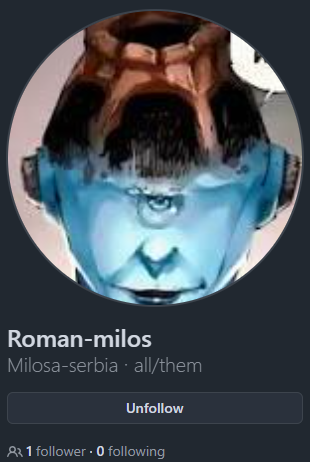 Roman-milos
Milosa-serbia · all/them
Unfollow
1 follower · 0 following